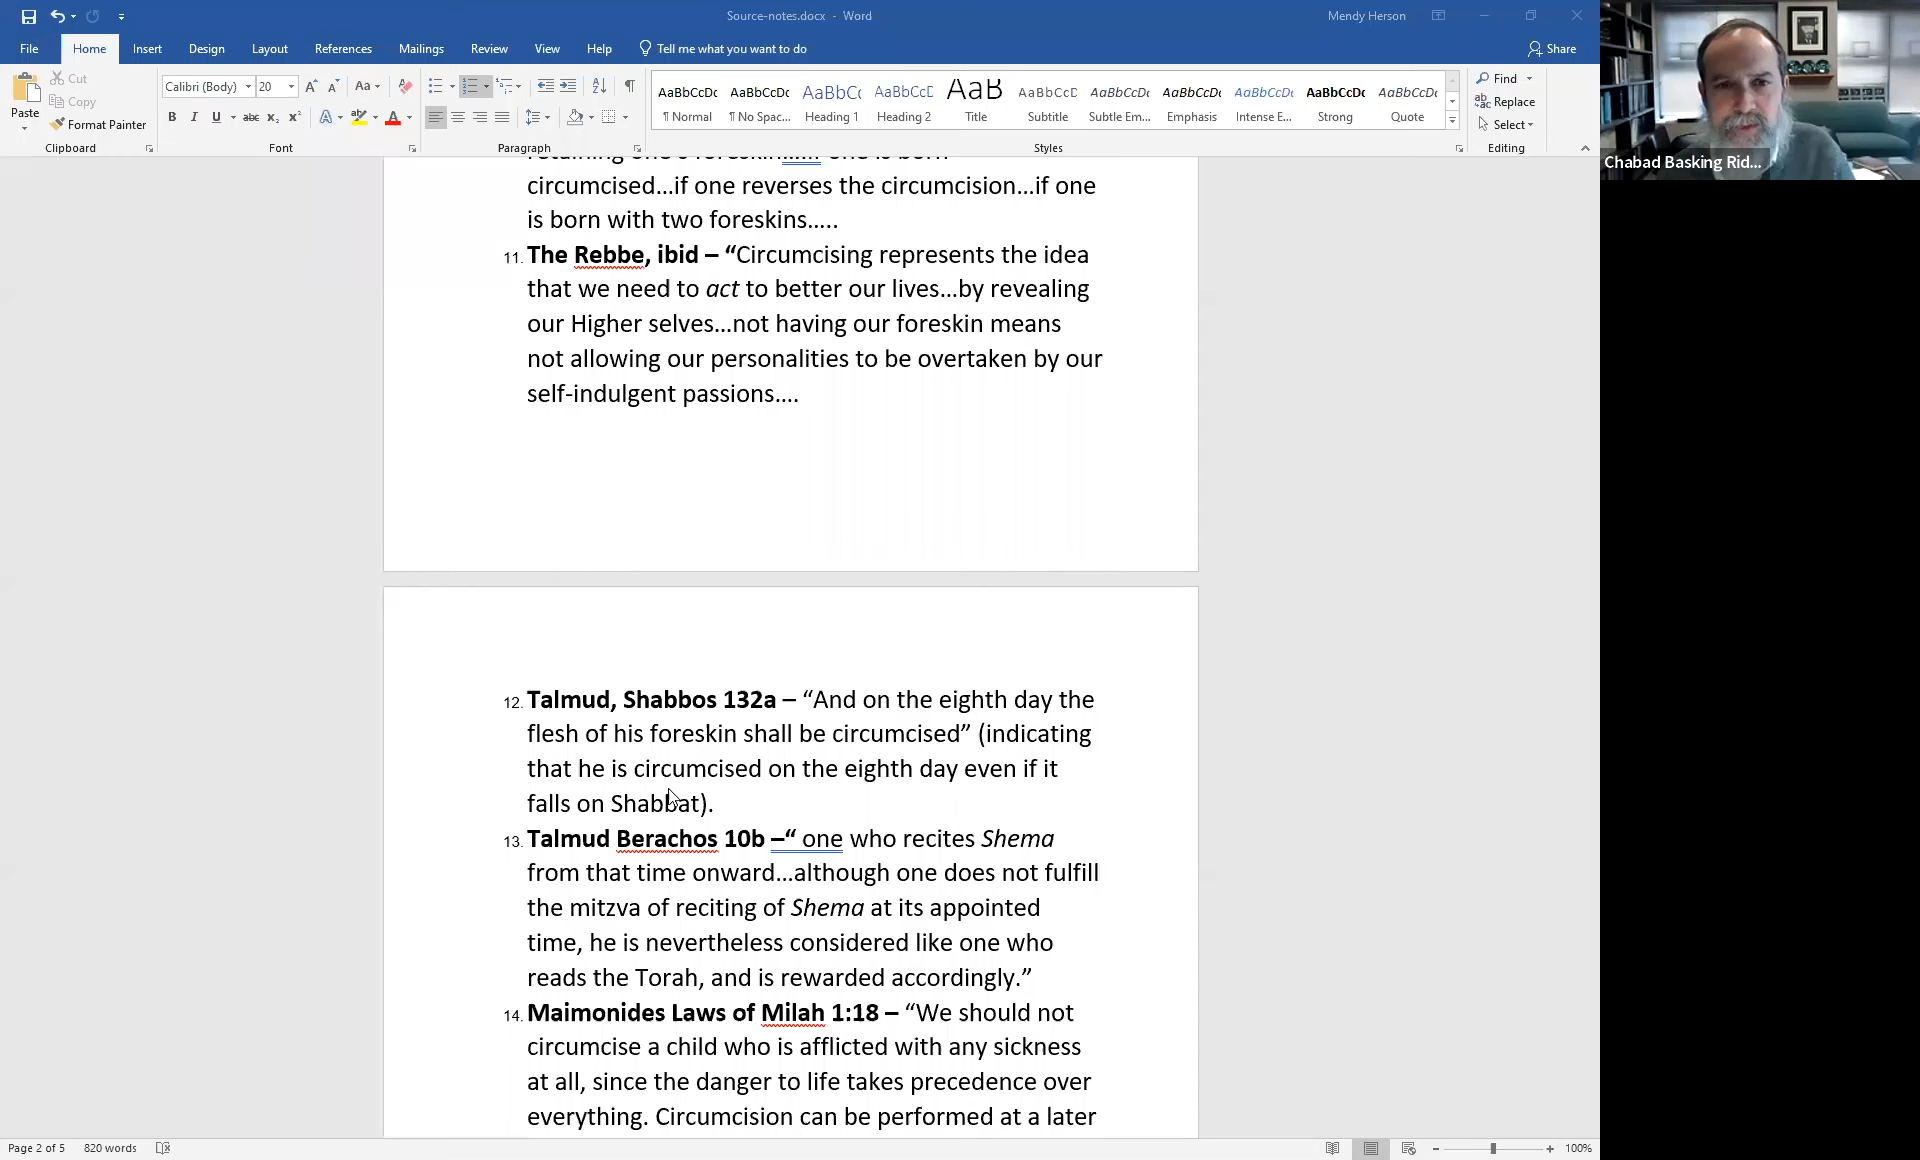 Source-notes.docx - Word
Mendy Herson
File Home Insert Design Layout References Mailings Review View Help Tell me what you want to do Share
Paste
Cut
Copy
Format Painter
Clipboard
Calibri (Body) 20
Font
Paragraph
AaBbCcDc AaBbCcDc AaBbCc AaBbCcD AaB AaBbCcD AaBbCcDc AaBbCcDc AaBbCcDc AaBbCcDc AaBbCcDc
¶ Normal ¶ No Spac... Heading 1 Heading 2 Title Subtitle Subtle Em... Emphasis Intense E... Strong Quote
Styles
Find
Replace
Select
Editing
Chabad Basking Rid...
retaining one's foreskin...... one is born
circumcised...if one reverses the circumcision...if one
is born with two foreskins.....
11. The Rebbe, ibid – “Circumcising represents the idea
that we need to act to better our lives...by revealing
our Higher selves...not having our foreskin means
not allowing our personalities to be overtaken by our
self-indulgent passions....
12. Talmud, Shabbos 132a – “And on the eighth day the
flesh of his foreskin shall be circumcised” (indicating
that he is circumcised on the eighth day even if it
falls on Shabbat).
13. Talmud Berachos 10b –“ one who recites Shema
from that time onward...although one does not fulfill
the mitzva of reciting of Shema at its appointed
time, he is nevertheless considered like one who
reads the Torah, and is rewarded accordingly.”
14. Maimonides Laws of Milah 1:18 – “We should not
circumcise a child who is afflicted with any sickness
at all, since the danger to life takes precedence over
everything. Circumcision can be performed at a later
Page 2 of 5 820 words
100%